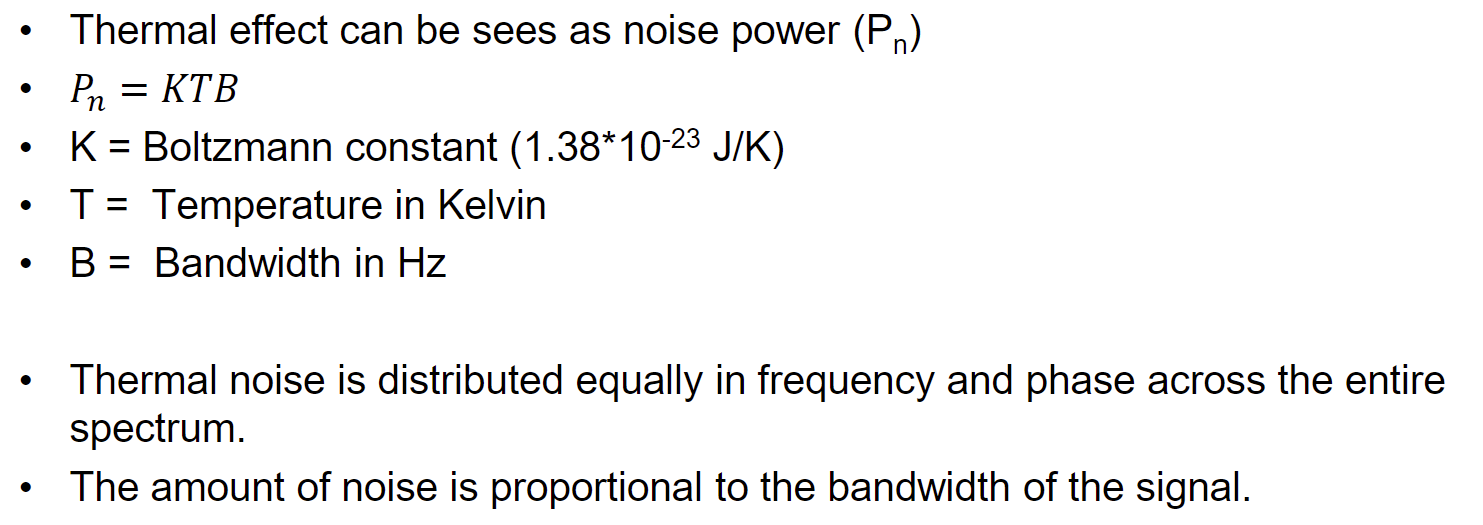 • Thermal effect can be sees as noise power (Pₙ)
• 𝑃ₙ = 𝐾𝑇𝐵
• K = Boltzmann constant (1.38*10⁻²³ J/K)
• T = Temperature in Kelvin
• B = Bandwidth in Hz
• Thermal noise is distributed equally in frequency and phase across the entire
spectrum.
• The amount of noise is proportional to the bandwidth of the signal.